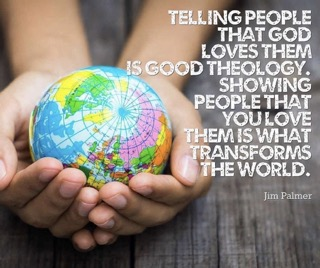 TELLING PEOPLE
THAT GOD
LOVES THEM
IS GOOD THEOLOGY.
SHOWING
PEOPLE THAT
YOU LOVE
THEM IS WHAT
TRANSFORMS
THE WORLD.
Jim Palmer